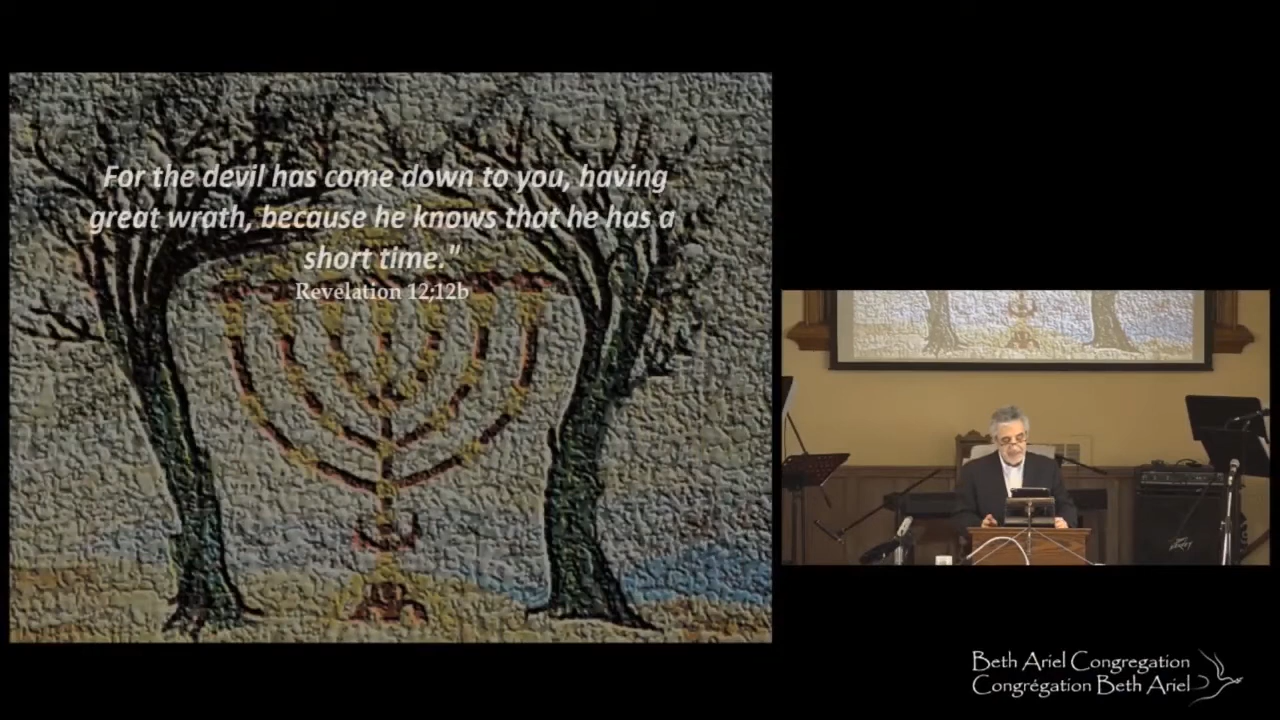 For the devil has come down to you, having
great wrath, because he knows that he has a
short time."
Revelation 12;12b
PEAVEY
Beth Ariel Congregation
Congrégation Beth Ariel